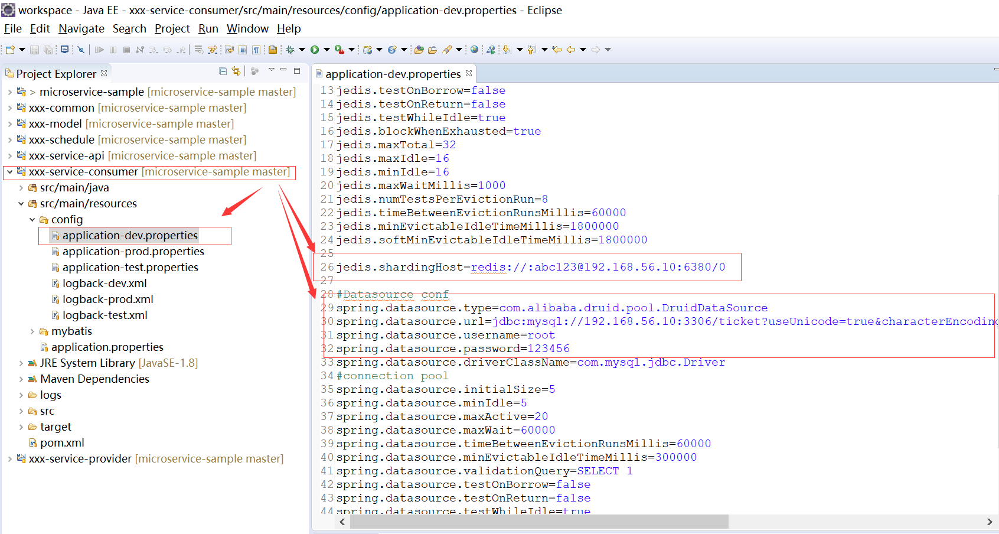 workspace - Java EE - xxx-service-consumer/src/main/resources/config/application-dev.properties - Eclipse
File Edit Navigate Search Project Run Window Help
Project Explorer
> microservice-sample [microservice-sample master]
xxx-common [microservice-sample master]
xxx-model [microservice-sample master]
xxx-schedule [microservice-sample master]
xxx-service-api [microservice-sample master]
xxx-service-consumer [microservice-sample master]
src/main/java
src/main/resources
config
application-dev.properties
application-prod.properties
application-test.properties
logback-dev.xml
logback-prod.xml
logback-test.xml
mybatis
application.properties
JRE System Library [JavaSE-1.8]
Maven Dependencies
logs
src
target
pom.xml
xxx-service-provider [microservice-sample master]
application-dev.properties
13 jedis.testOnBorrow=false
14 jedis.testOnReturn=false
15 jedis.testWhileIdle=true
16 jedis.blockWhenExhausted=true
17 jedis.maxTotal=32
18 jedis.maxIdle=16
19 jedis.minIdle=16
20 jedis.maxWaitMillis=1000
21 jedis.numTestsPerEvictionRun=8
22 jedis.timeBetweenEvictionRunsMillis=60000
23 jedis.minEvictableIdleTimeMillis=1800000
24 jedis.softMinEvictableIdleTimeMillis=1800000
25
26 jedis.shardingHost=redis://:abc123@192.168.56.10:6380/0
27
28 #Datasource conf
29 spring.datasource.type=com.alibaba.druid.pool.DruidDataSource
30 spring.datasource.url=jdbc:mysql://192.168.56.10:3306/ticket?useUnicode=true&characterEncoding
31 spring.datasource.username=root
32 spring.datasource.password=123456
33 spring.datasource.driverClassName=com.mysql.jdbc.Driver
34 #connection pool
35 spring.datasource.initialSize=5
36 spring.datasource.minIdle=5
37 spring.datasource.maxActive=20
38 spring.datasource.maxWait=60000
39 spring.datasource.timeBetweenEvictionRunsMillis=60000
40 spring.datasource.minEvictableIdleTimeMillis=300000
41 spring.datasource.validationQuery=SELECT 1
42 spring.datasource.testOnBorrow=false
43 spring.datasource.testOnReturn=false
44 spring.datasource.testWhileIdle=true